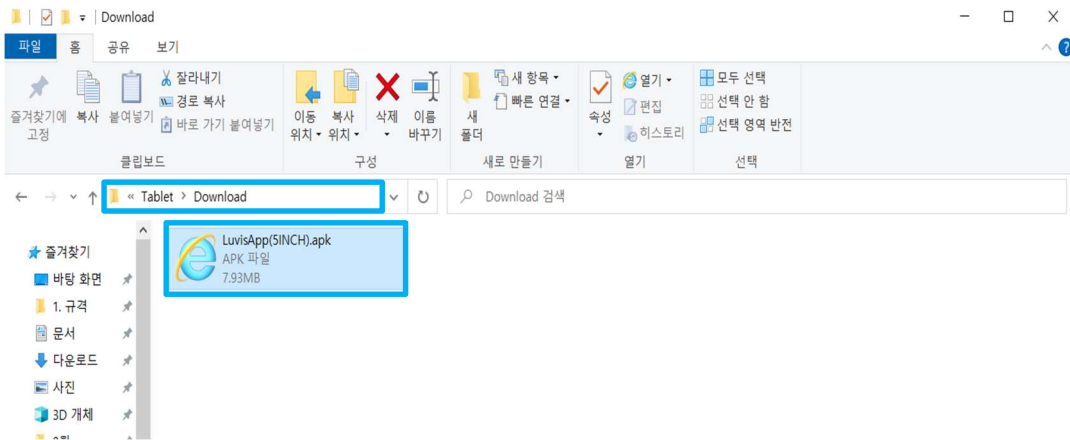 Download
파일 홈 공유 보기
즐겨찾기에 고정
복사
붙여넣기
잘라내기
경로 복사
바로 가기 붙여넣기
클립보드
이동 위치
복사 위치
삭제
이름 바꾸기
구성
새 폴더
새 항목
빠른 연결
새로 만들기
속성
열기
편집
히스토리
열기
모두 선택
선택 안 함
선택 영역 반전
선택
« Tablet > Download
Download 검색
즐겨찾기
바탕 화면
1. 규격
문서
다운로드
사진
3D 개체
LuvisApp(5INCH).apk
APK 파일
7.93MB